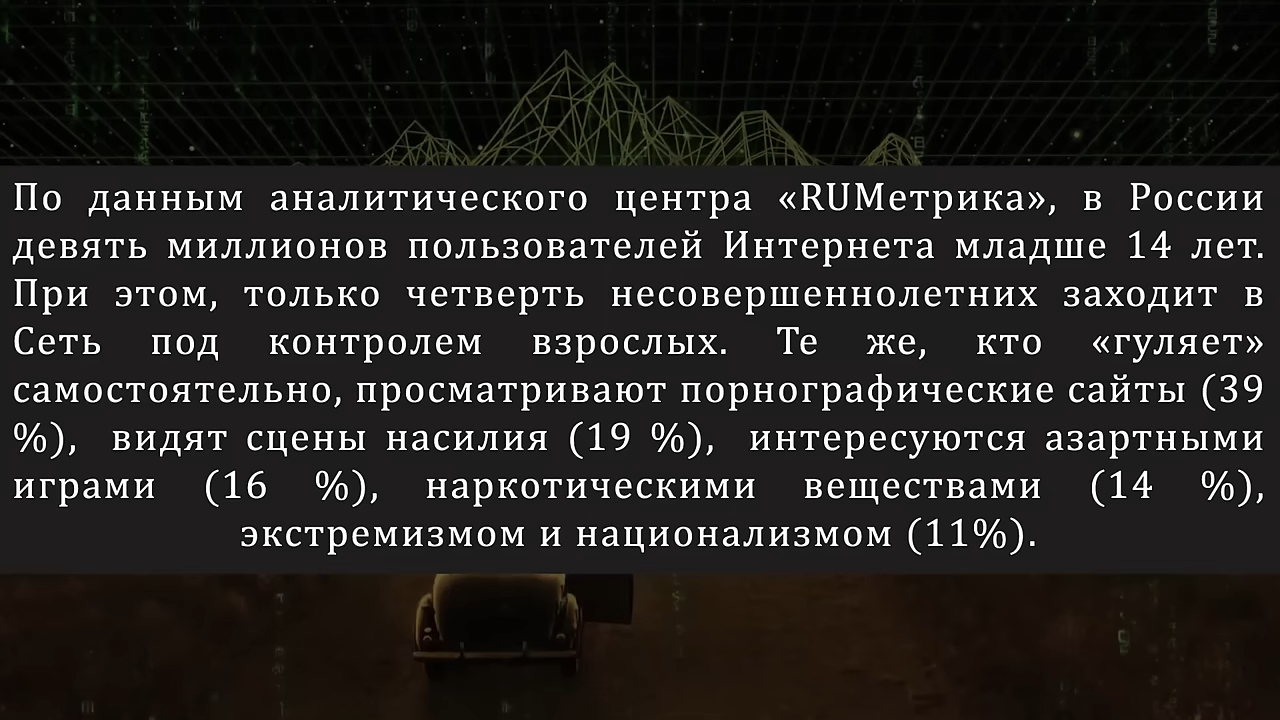 По данным аналитического центра «RUMетрика», в России
девять миллионов пользователей Интернета младше 14 лет.
При этом, только четверть несовершеннолетних заходит в
Сеть под контролем взрослых. Те же, кто «гуляет»
самостоятельно, просматривают порнографические сайты (39
%), видят сцены насилия (19 %), интересуются азартными
играми (16 %), наркотическими веществами (14 %),
экстремизмом и национализмом (11%).